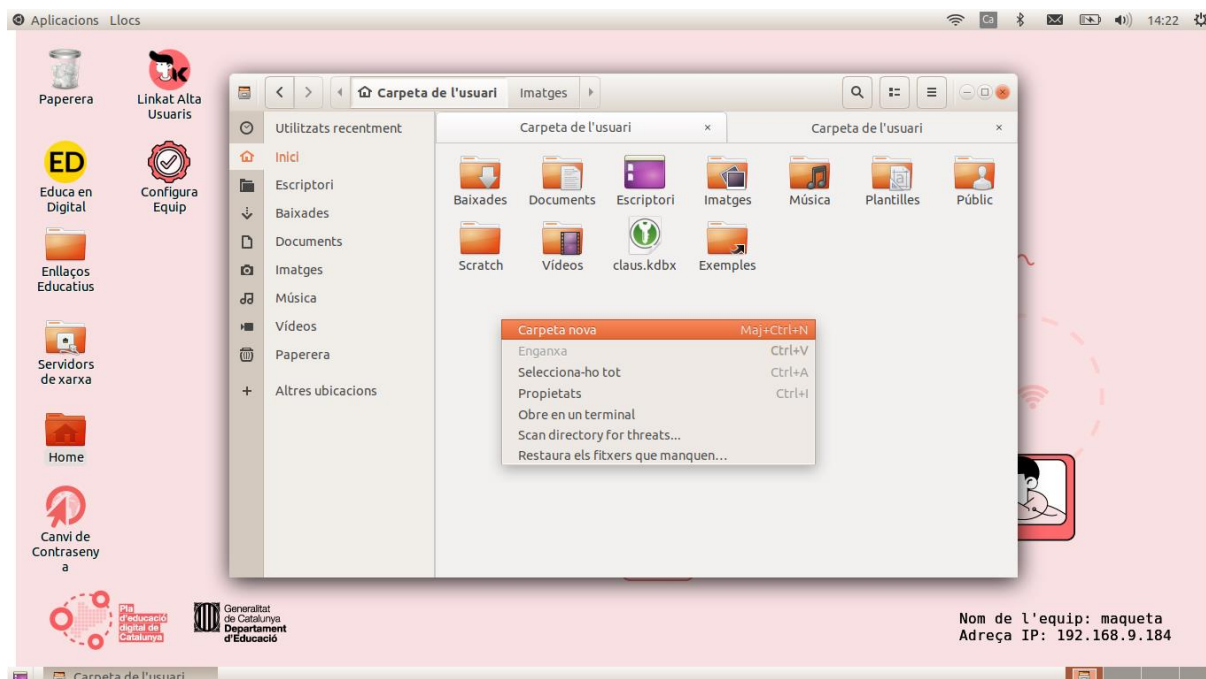 Aplicacions Llocs
Ca
14:22
Paperera
Linkat Alta
Usuaris
ED
Educa en
Digital
Configura
Equip
Enllaços
Educatius
Servidors
de xarxa
Home
Canvi de
Contraseny
a
Carpeta de l'usuari Imatges
Utilitzats recentment
Inici
Escriptori
Baixades
Documents
Imatges
Música
Vídeos
Paperera
Altres ubicacions
Carpeta de l'usuari
Carpeta de l'usuari
Baixades Documents Escriptori Imatges Música Plantilles Públic
Scratch Vídeos claus.kdbx Exemples
Carpeta nova Maj+Ctrl+N
Enganxa Ctrl+V
Selecciona-ho tot Ctrl+A
Propietats Ctrl+I
Obre en un terminal
Scan directory for threats...
Restaura els fitxers que manquen...
Pla
d'educació
digital de
Catalunya
Generalitat
de Catalunya
Departament
d'Educació
Nom de l'equip: maqueta
Adreça IP: 192.168.9.184
Carpeta de l'usuari